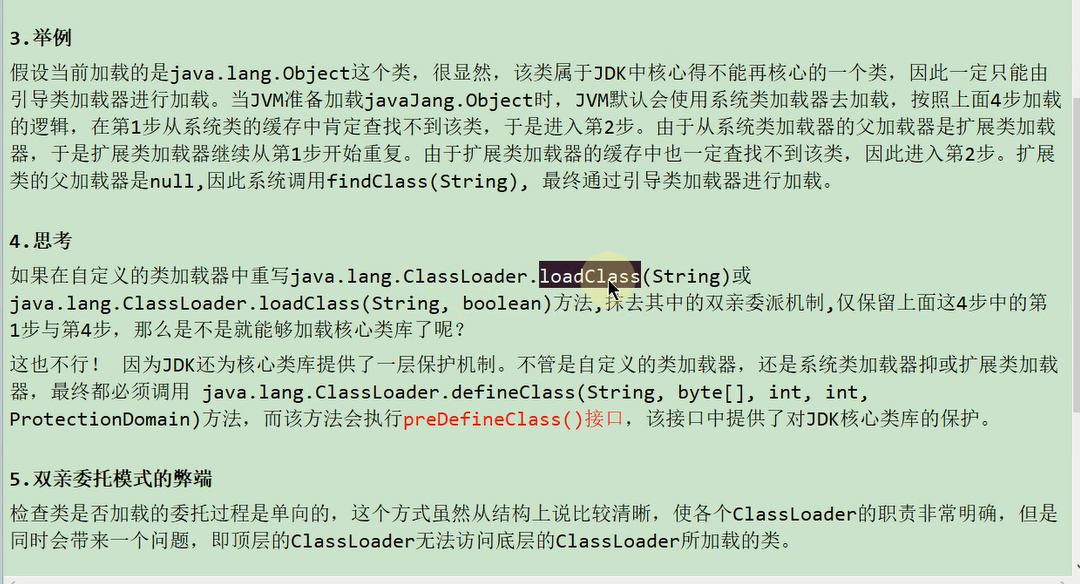 3.举例
假设当前加载的是java.lang.Object这个类，很显然，该类属于JDK中核心得不能再核心的一个类，因此一定只能由
引导类加载器进行加载。当JVM准备加载javaJang.Object时，JVM默认会使用系统类加载器去加载，按照上面4步加载
的逻辑，在第1步从系统类的缓存中肯定查找不到该类，于是进入第2步。由于从系统类加载器的父加载器是扩展类加载
器，于是扩展类加载器继续从第1步开始重复。由于扩展类加载器的缓存中也一定查找不到该类，因此进入第2步。扩展
类的父加载器是null,因此系统调用findClass(String), 最终通过引导类加载器进行加载。
4.思考
如果在自定义的类加载器中重写java.lang.ClassLoader.loadClass(String)或
java.lang.ClassLoader.loadClass(String, boolean)方法,抹去其中的双亲委派机制,仅保留上面这4步中的第
1步与第4步，那么是不是就能够加载核心类库了呢？
这也不行！ 因为JDK还为核心类库提供了一层保护机制。不管是自定义的类加载器，还是系统类加载器抑或扩展类加载
器，最终都必须调用 java.lang.ClassLoader.defineClass(String, byte[], int, int,
ProtectionDomain)方法，而该方法会执行preDefineClass()接口，该接口中提供了对JDK核心类库的保护。
5.双亲委托模式的弊端
检查类是否加载的委托过程是单向的，这个方式虽然从结构上说比较清晰，使各个ClassLoader的职责非常明确，但是
同时会带来一个问题，即顶层的ClassLoader无法访问底层的ClassLoader所加载的类。